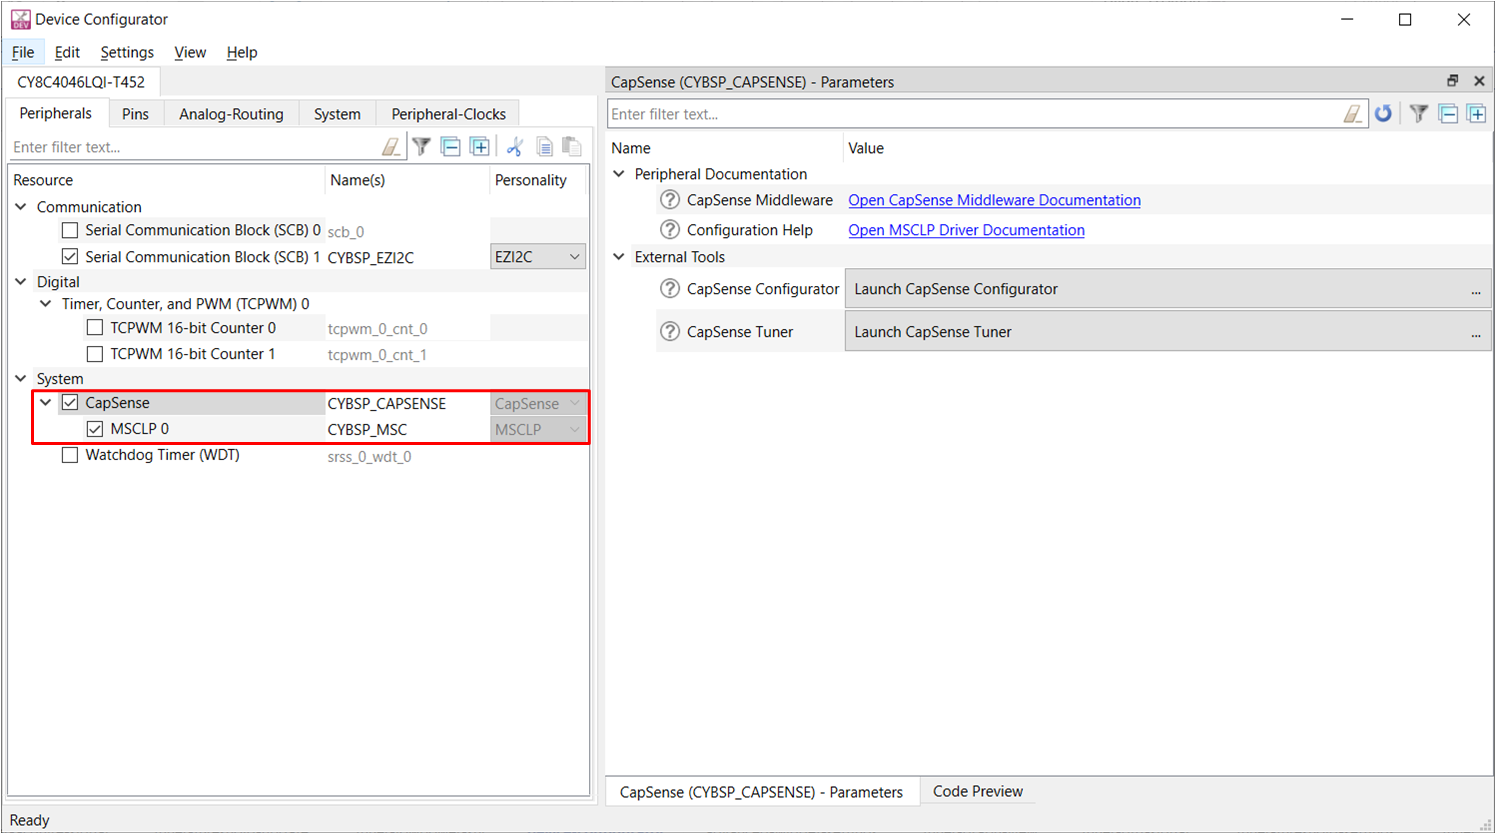 Device Configurator
File Edit Settings View Help
CY8C4046LQI-T452
Peripherals Pins Analog-Routing System Peripheral-Clocks
Enter filter text...
Resource Name(s) Personality
Communication
Serial Communication Block (SCB) 0 scb_0
Serial Communication Block (SCB) 1 CYBSP_EZI2C EZI2C
Digital
Timer, Counter, and PWM (TCPWM) 0
TCPWM 16-bit Counter 0 tcpwm_0_cnt_0
TCPWM 16-bit Counter 1 tcpwm_0_cnt_1
System
CapSense CYBSP_CAPSENSE CapSense
MSCLP 0 CYBSP_MSC MSCLP
Watchdog Timer (WDT) srss_0_wdt_0
CapSense (CYBSP_CAPSENSE) - Parameters
Enter filter text...
Name Value
Peripheral Documentation
CapSense Middleware Open CapSense Middleware Documentation
Configuration Help Open MSCLP Driver Documentation
External Tools
CapSense Configurator Launch CapSense Configurator ...
CapSense Tuner Launch CapSense Tuner ...
CapSense (CYBSP_CAPSENSE) - Parameters Code Preview
Ready